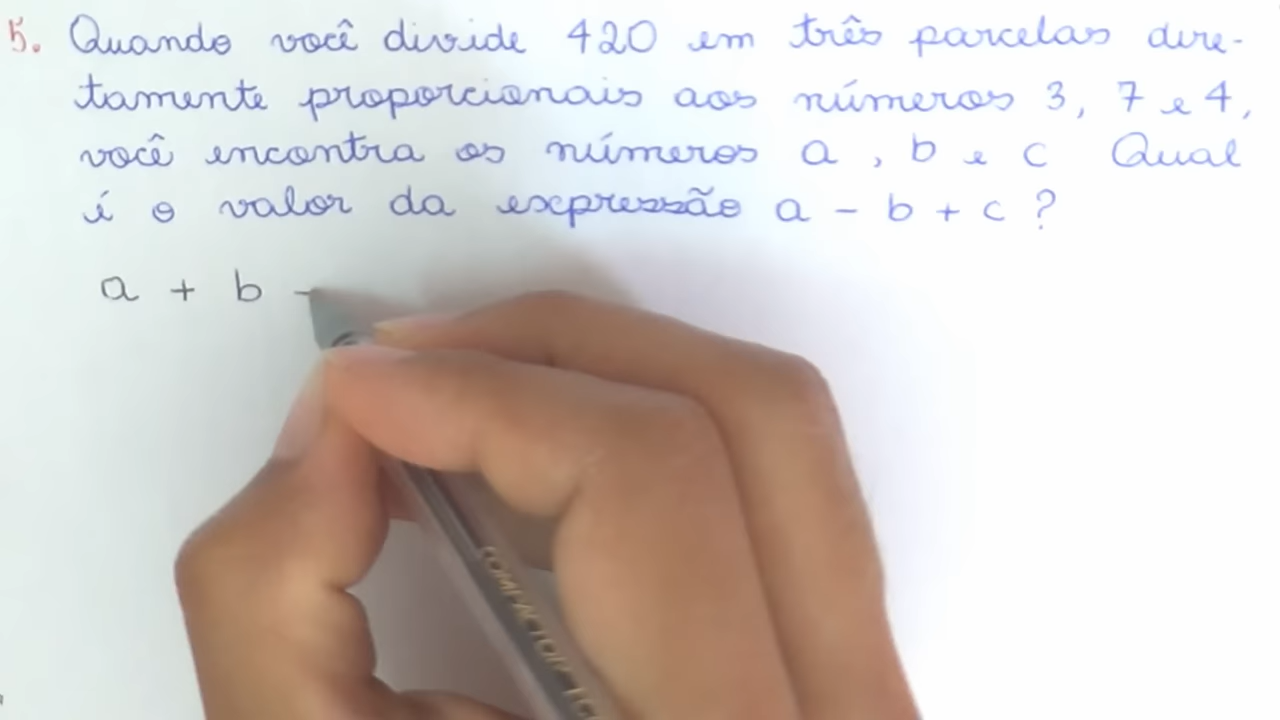 5. Quando você divide 420 em três parcelas dire-
tamente proporcionais aos números 3, 7 e 4,
você encontra os números a , b e c Qual
é o valor da expressão a - b + c ?
a + b -
COMPACTOR